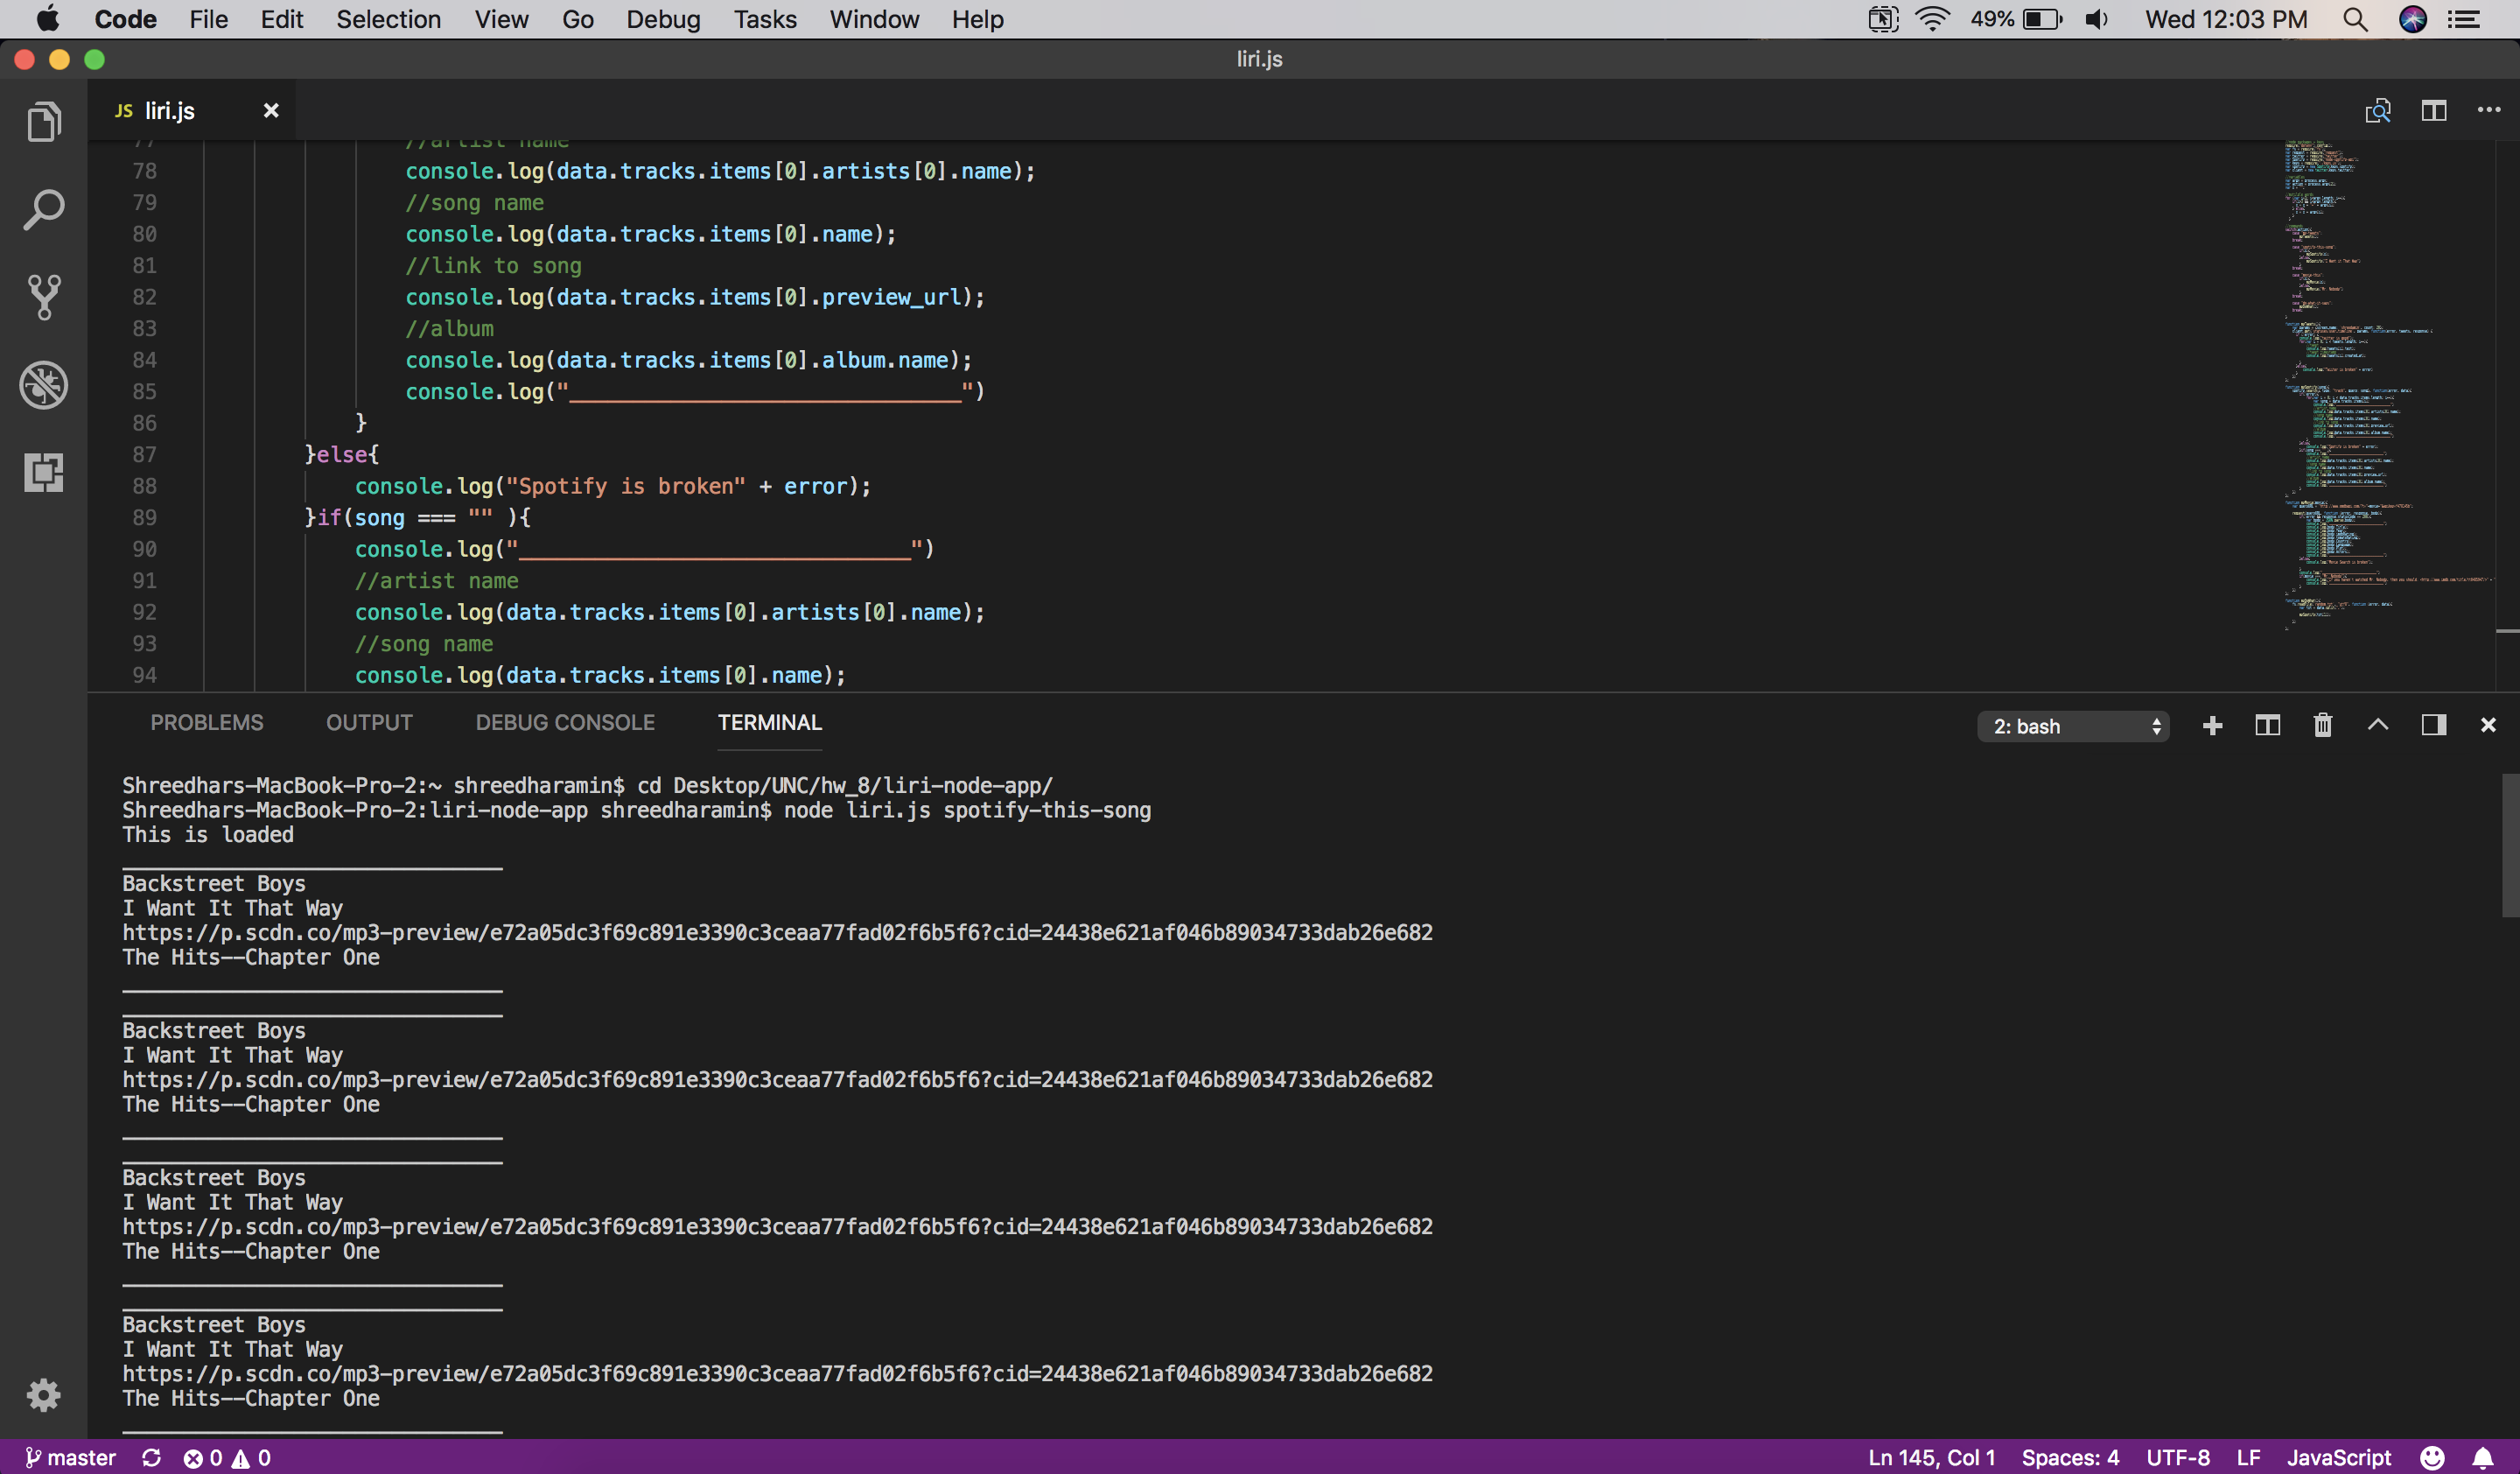 Code File Edit Selection View Go Debug Tasks Window Help 49% Wed 12:03 PM
liri.js
JS liri.js
77 //artist name
78 console.log(data.tracks.items[0].artists[0].name);
79 //song name
80 console.log(data.tracks.items[0].name);
81 //link to song
82 console.log(data.tracks.items[0].preview_url);
83 //album
84 console.log(data.tracks.items[0].album.name);
85 console.log("_______________________________")
86 }
87 }else{
88 console.log("Spotify is broken" + error);
89 }if(song === "" ){
90 console.log("_______________________________")
91 //artist name
92 console.log(data.tracks.items[0].artists[0].name);
93 //song name
94 console.log(data.tracks.items[0].name);
PROBLEMS OUTPUT DEBUG CONSOLE TERMINAL 2: bash
Shreedhars-MacBook-Pro-2:~ shreedharamin$ cd Desktop/UNC/hw_8/liri-node-app/
Shreedhars-MacBook-Pro-2:liri-node-app shreedharamin$ node liri.js spotify-this-song
This is loaded
_______________________________
Backstreet Boys
I Want It That Way
https://p.scdn.co/mp3-preview/e72a05dc3f69c891e3390c3ceaa77fad02f6b5f6?cid=24438e621af046b89034733dab26e682
The Hits--Chapter One
_______________________________
_______________________________
Backstreet Boys
I Want It That Way
https://p.scdn.co/mp3-preview/e72a05dc3f69c891e3390c3ceaa77fad02f6b5f6?cid=24438e621af046b89034733dab26e682
The Hits--Chapter One
_______________________________
_______________________________
Backstreet Boys
I Want It That Way
https://p.scdn.co/mp3-preview/e72a05dc3f69c891e3390c3ceaa77fad02f6b5f6?cid=24438e621af046b89034733dab26e682
The Hits--Chapter One
_______________________________
_______________________________
Backstreet Boys
I Want It That Way
https://p.scdn.co/mp3-preview/e72a05dc3f69c891e3390c3ceaa77fad02f6b5f6?cid=24438e621af046b89034733dab26e682
The Hits--Chapter One
_______________________________
master 0 0 Ln 145, Col 1 Spaces: 4 UTF-8 LF JavaScript